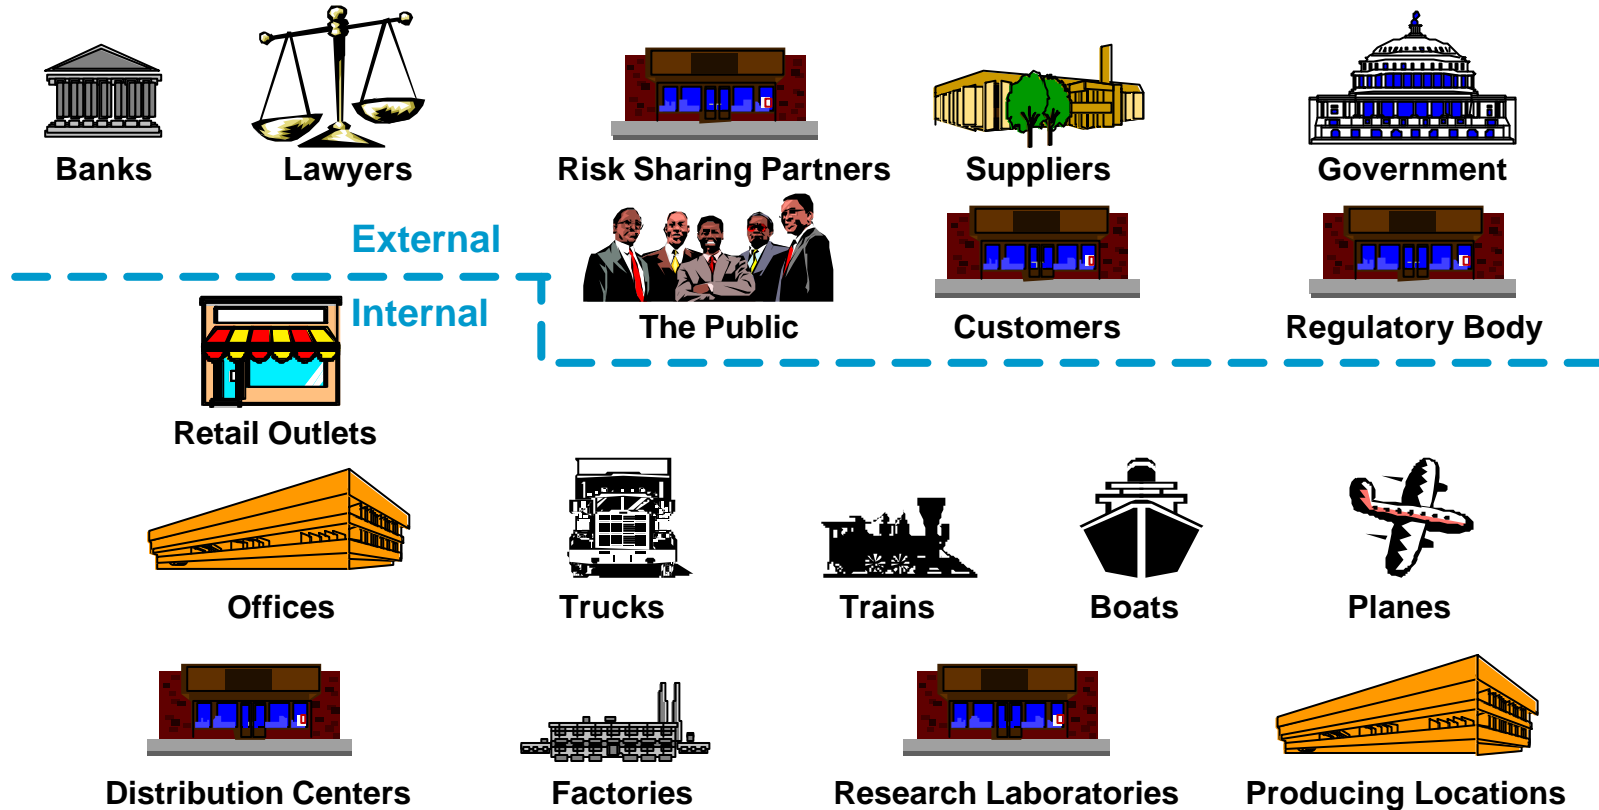 Banks
Lawyers
Risk Sharing Partners
Suppliers
Government
External
Internal
The Public
Customers
Regulatory Body
Retail Outlets
Offices
Trucks
Trains
Boats
Planes
Distribution Centers
Factories
Research Laboratories
Producing Locations